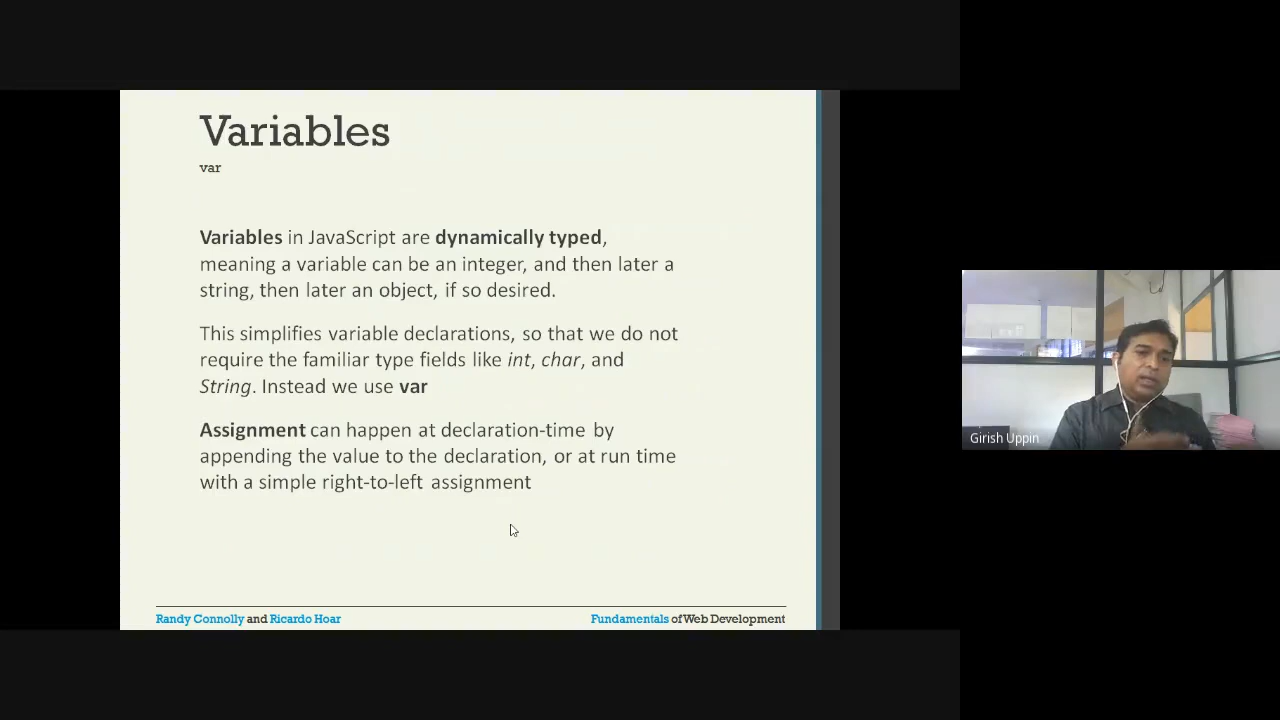 Variables
var
Variables in JavaScript are dynamically typed,
meaning a variable can be an integer, and then later a
string, then later an object, if so desired.
This simplifies variable declarations, so that we do not
require the familiar type fields like int, char, and
String. Instead we use var
Assignment can happen at declaration-time by
appending the value to the declaration, or at run time
with a simple right-to-left assignment
Randy Connolly and Ricardo Hoar
Fundamentals of Web Development
Girish Uppin